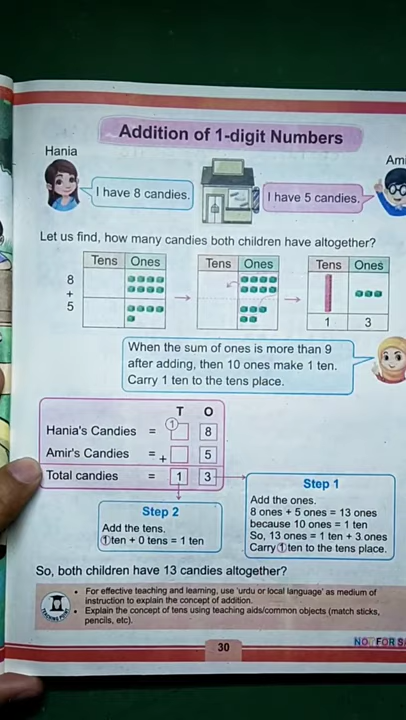 Addition of 1-digit Numbers
Hania
I have 8 candies.
I have 5 candies.
Let us find, how many candies both children have altogether?
Tens Ones
Tens Ones
Tens Ones
8
+
5
1 3
When the sum of ones is more than 9
after adding, then 10 ones make 1 ten.
Carry 1 ten to the tens place.
T O
Hania's Candies = 1 8
Amir's Candies = + 5
Total candies = 1 3
Step 1
Add the ones.
8 ones + 5 ones = 13 ones
because 10 ones = 1 ten
So, 13 ones = 1 ten + 3 ones
Carry 1 ten to the tens place.
Step 2
Add the tens.
1 ten + 0 tens = 1 ten
So, both children have 13 candies altogether?
• For effective teaching and learning, use 'urdu or local language' as medium of
instruction to explain the concept of addition.
• Explain the concept of tens using teaching aids/common objects (match sticks,
pencils, etc).
30
NOT FOR